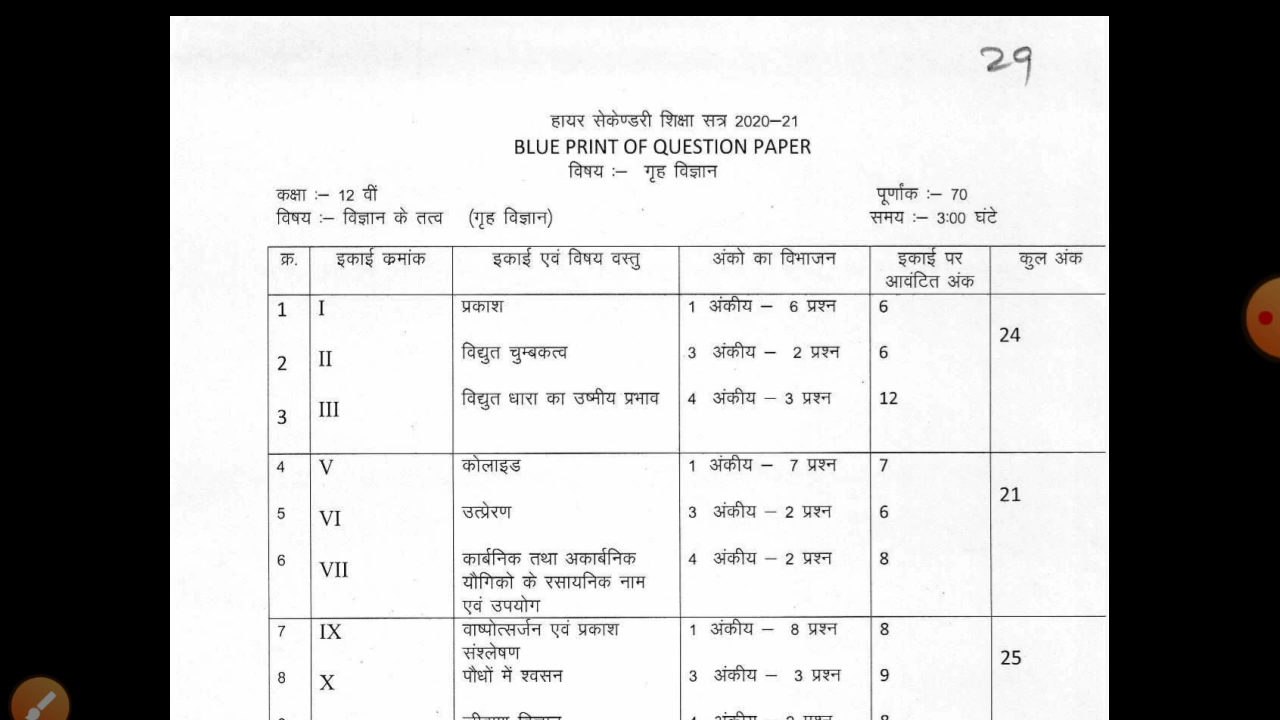 29
हायर सेकेण्डरी शिक्षा सत्र 2020–21
BLUE PRINT OF QUESTION PAPER
विषय :– गृह विज्ञान
कक्षा :– 12 वीं पूर्णांक :– 70
विषय :– विज्ञान के तत्व (गृह विज्ञान) समय :– 3:00 घंटे
क्र. इकाई क्रमांक इकाई एवं विषय वस्तु अंको का विभाजन इकाई पर आवंटित अंक कुल अंक
1 I प्रकाश 1 अंकीय – 6 प्रश्न 6
24
2 II विद्युत चुम्बकत्व 3 अंकीय – 2 प्रश्न 6
3 III विद्युत धारा का उष्मीय प्रभाव 4 अंकीय – 3 प्रश्न 12
4 V कोलाइड 1 अंकीय – 7 प्रश्न 7
21
5 VI उत्प्रेरण 3 अंकीय – 2 प्रश्न 6
6 VII कार्बनिक तथा अकार्बनिक 4 अंकीय – 2 प्रश्न 8
यौगिको के रसायनिक नाम
एवं उपयोग
7 IX वाष्पोत्सर्जन एवं प्रकाश 1 अंकीय – 8 प्रश्न 8
संश्लेषण
25
8 X पौधों में श्वसन 3 अंकीय – 3 प्रश्न 9